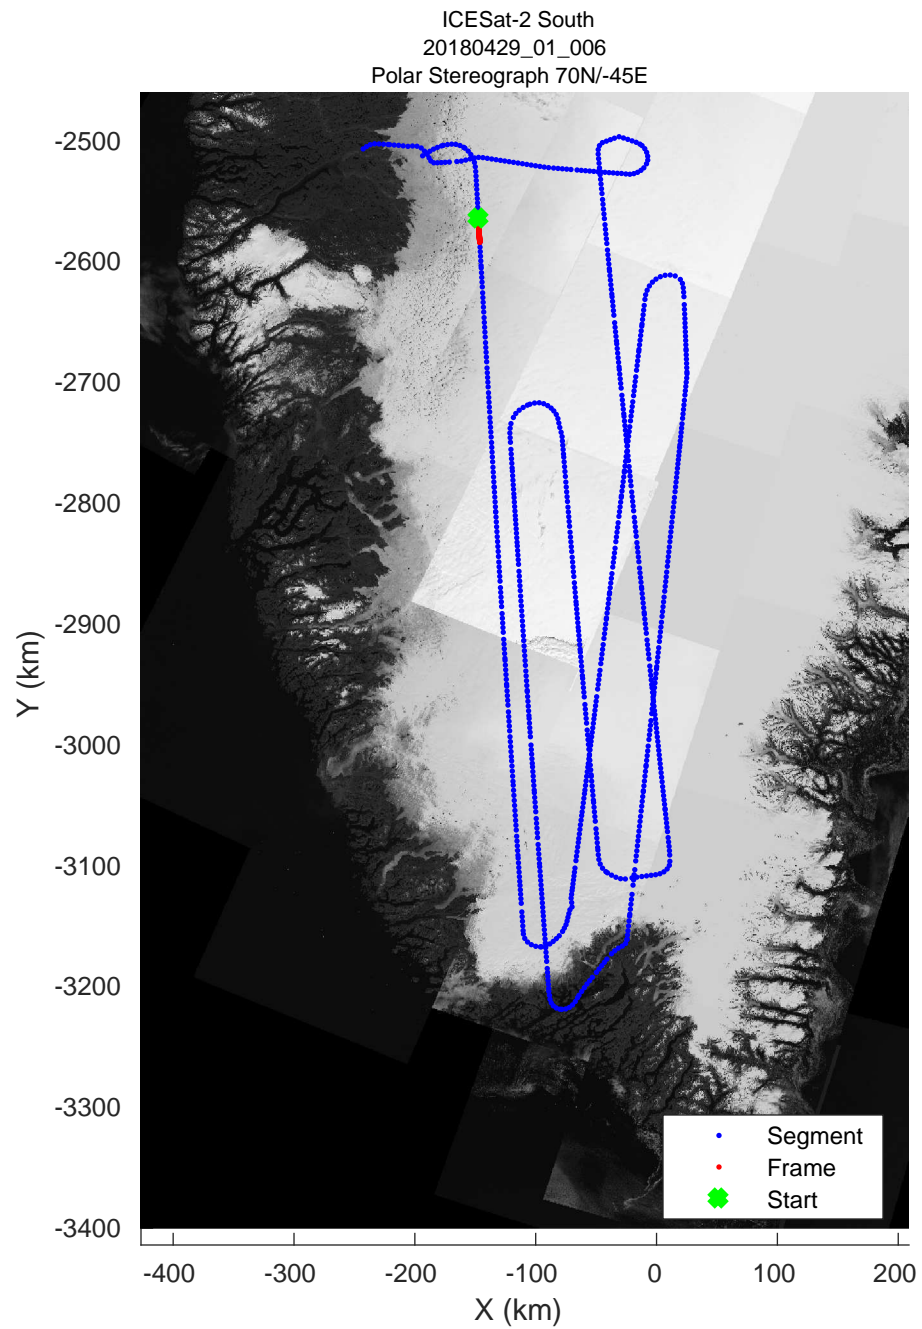 ICESat-2 South
20180429_01_006
Polar Stereograph 70N/-45E
-2500
-2600
-2700
-2800
-2900
-3000
-3100
-3200
-3300
-3400
Y (km)
Segment
Frame
Start
-400 -300 -200 -100 0 100 200
X (km)